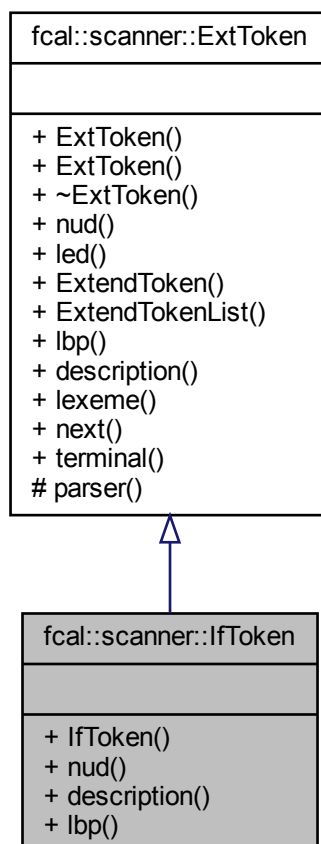 fcal::scanner::ExtToken
+ ExtToken()
+ ExtToken()
+ ~ExtToken()
+ nud()
+ led()
+ ExtendToken()
+ ExtendTokenList()
+ lbp()
+ description()
+ lexeme()
+ next()
+ terminal()
# parser()
fcal::scanner::IfToken
+ IfToken()
+ nud()
+ description()
+ lbp()